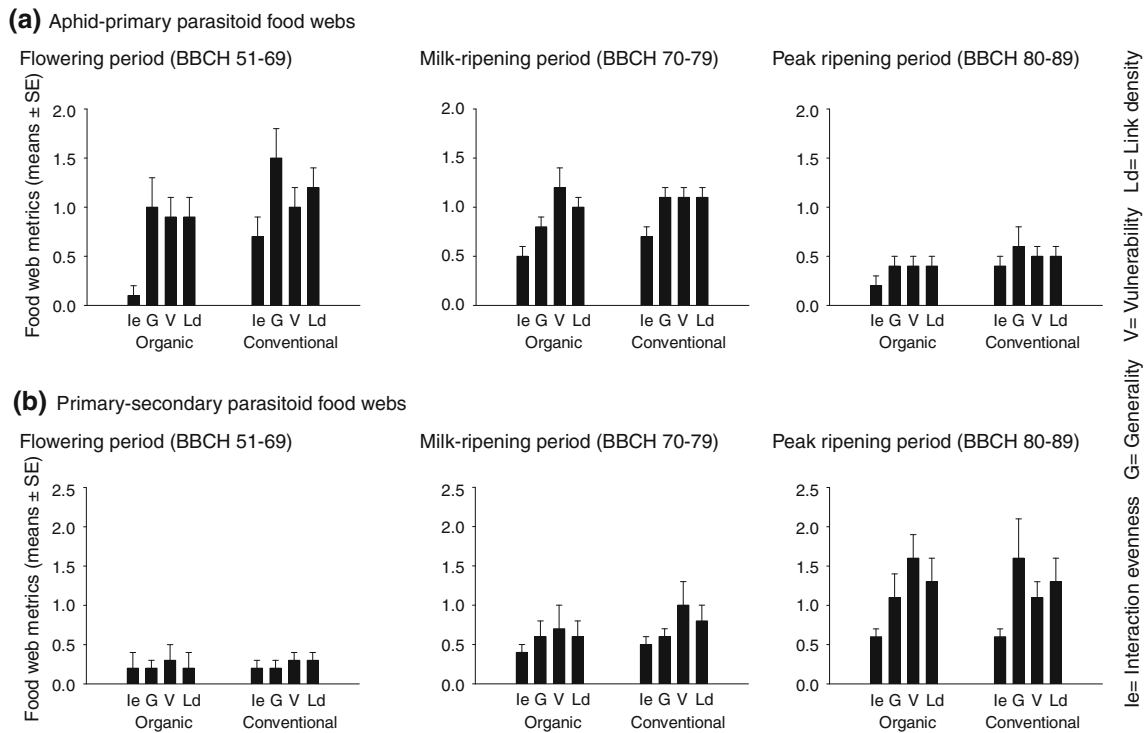 (a) Aphid-primary parasitoid food webs
Flowering period (BBCH 51-69)
Milk-ripening period (BBCH 70-79)
Peak ripening period (BBCH 80-89)
Food web metrics (means ± SE)
2.0
1.5
1.0
0.5
0.0
Ie G V Ld
Organic
Ie G V Ld
Conventional
2.0
1.5
1.0
0.5
0.0
Ie G V Ld
Organic
Ie G V Ld
Conventional
2.0
1.5
1.0
0.5
0.0
Ie G V Ld
Organic
Ie G V Ld
Conventional
(b) Primary-secondary parasitoid food webs
Flowering period (BBCH 51-69)
Milk-ripening period (BBCH 70-79)
Peak ripening period (BBCH 80-89)
Food web metrics (means ± SE)
2.5
2.0
1.5
1.0
0.5
0.0
Ie G V Ld
Organic
Ie G V Ld
Conventional
2.5
2.0
1.5
1.0
0.5
0.0
Ie G V Ld
Organic
Ie G V Ld
Conventional
2.5
2.0
1.5
1.0
0.5
0.0
Ie G V Ld
Organic
Ie G V Ld
Conventional
Ie= Interaction evenness G= Generality V= Vulnerability Ld= Link density